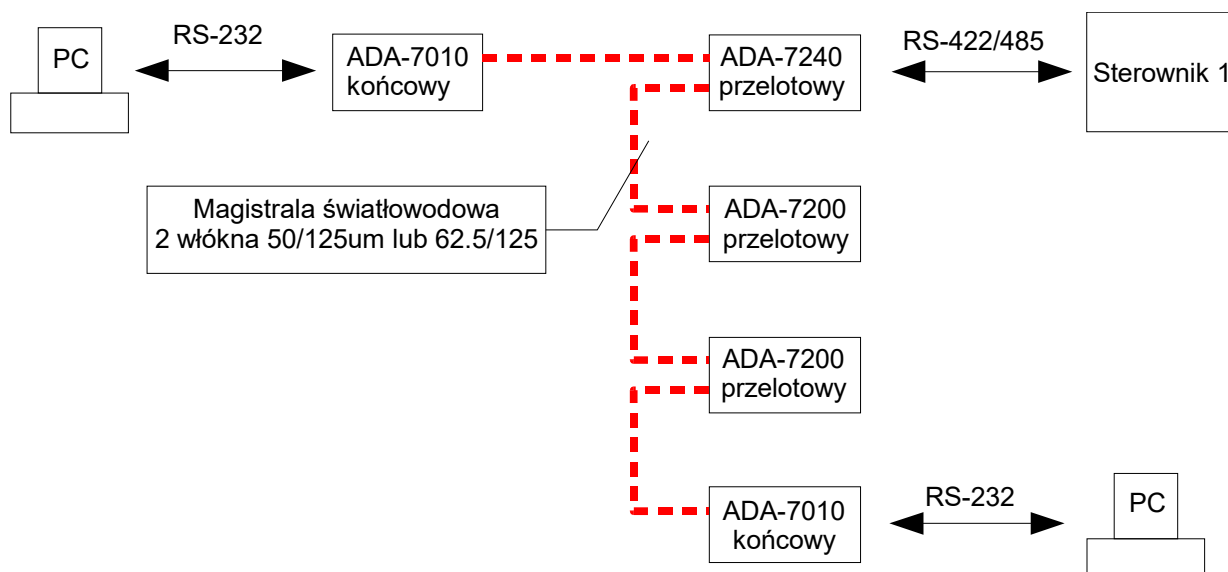 PC
RS-232
ADA-7010
końcowy
ADA-7240
przelotowy
RS-422/485
Sterownik 1
Magistrala światłowodowa
2 włókna 50/125um lub 62.5/125
ADA-7200
przelotowy
ADA-7200
przelotowy
ADA-7010
końcowy
RS-232
PC